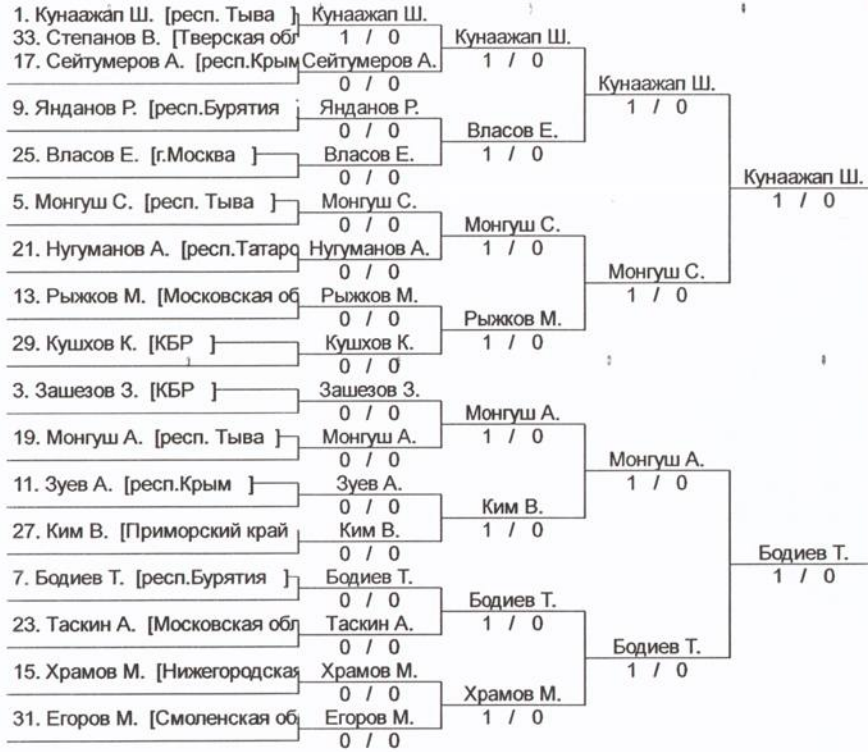 1. Кунаажап Ш. [респ. Тыва ]
33. Степанов В. [Тверская обл
17. Сейтумеров А. [респ.Крым
9. Янданов Р. [респ.Бурятия
25. Власов Е. [г.Москва ]
5. Монгуш С. [респ. Тыва ]
21. Нугуманов А. [респ.Татарс
13. Рыжков М. [Московская об
29. Кушхов К. [КБР ]
3. Зашезов З. [КБР ]
19. Монгуш А. [респ. Тыва ]
11. Зуев А. [респ.Крым ]
27. Ким В. [Приморский край
7. Бодиев Т. [респ.Бурятия ]
23. Таскин А. [Московская обл
15. Храмов М. [Нижегородская
31. Егоров М. [Смоленская об
Кунаажап Ш.
1 / 0
Сейтумеров А.
0 / 0
Янданов Р.
0 / 0
Власов Е.
0 / 0
Монгуш С.
0 / 0
Нугуманов А.
0 / 0
Рыжков М.
0 / 0
Кушхов К.
0 / 0
Зашезов З.
0 / 0
Монгуш А.
0 / 0
Зуев А.
0 / 0
Ким В.
0 / 0
Бодиев Т.
0 / 0
Таскин А.
0 / 0
Храмов М.
0 / 0
Егоров М.
0 / 0
Кунаажап Ш.
1 / 0
Власов Е.
1 / 0
Монгуш С.
1 / 0
Рыжков М.
1 / 0
Монгуш А.
1 / 0
Ким В.
1 / 0
Бодиев Т.
1 / 0
Храмов М.
1 / 0
Кунаажап Ш.
1 / 0
Монгуш С.
1 / 0
Монгуш А.
1 / 0
Бодиев Т.
1 / 0
Кунаажап Ш.
1 / 0
Бодиев Т.
1 / 0